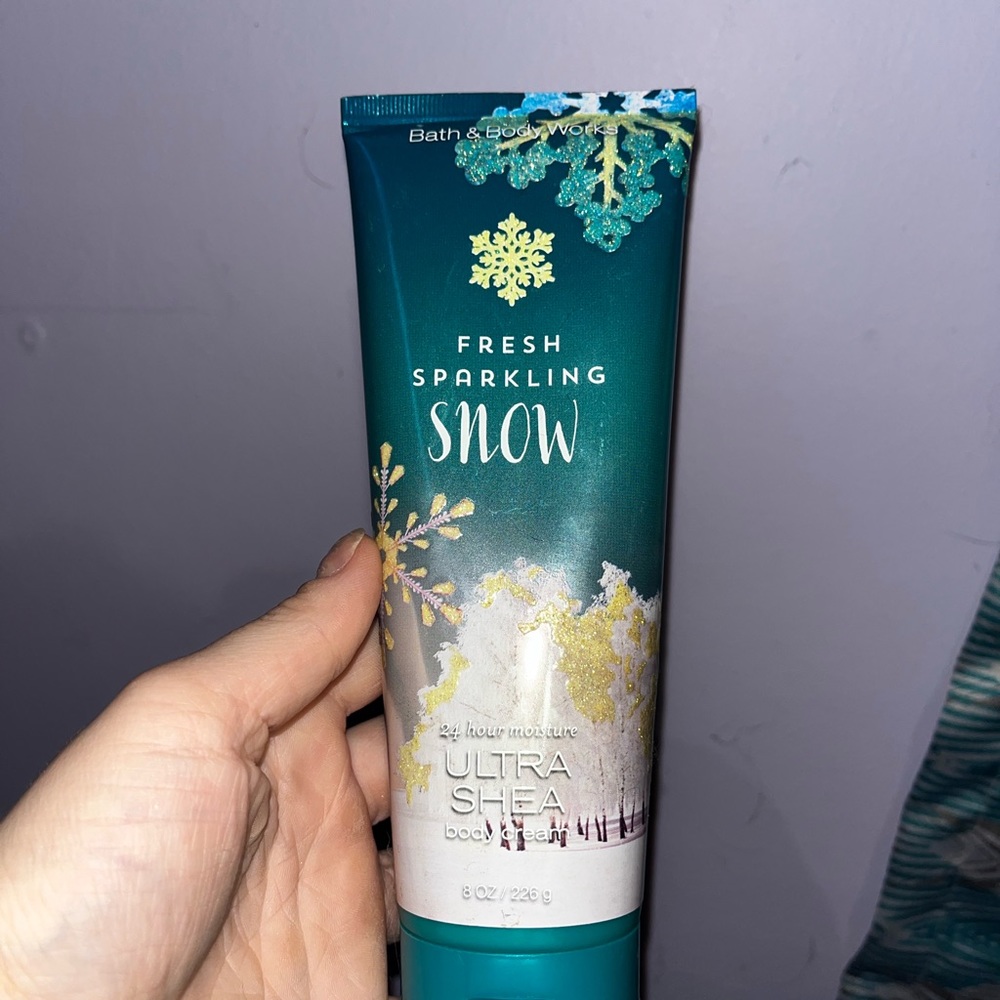 Bath & Body Works
FRESH
SPARKLING
SNOW
24 hour moisture
ULTRA
SHEA
body cream
8 OZ / 226 g